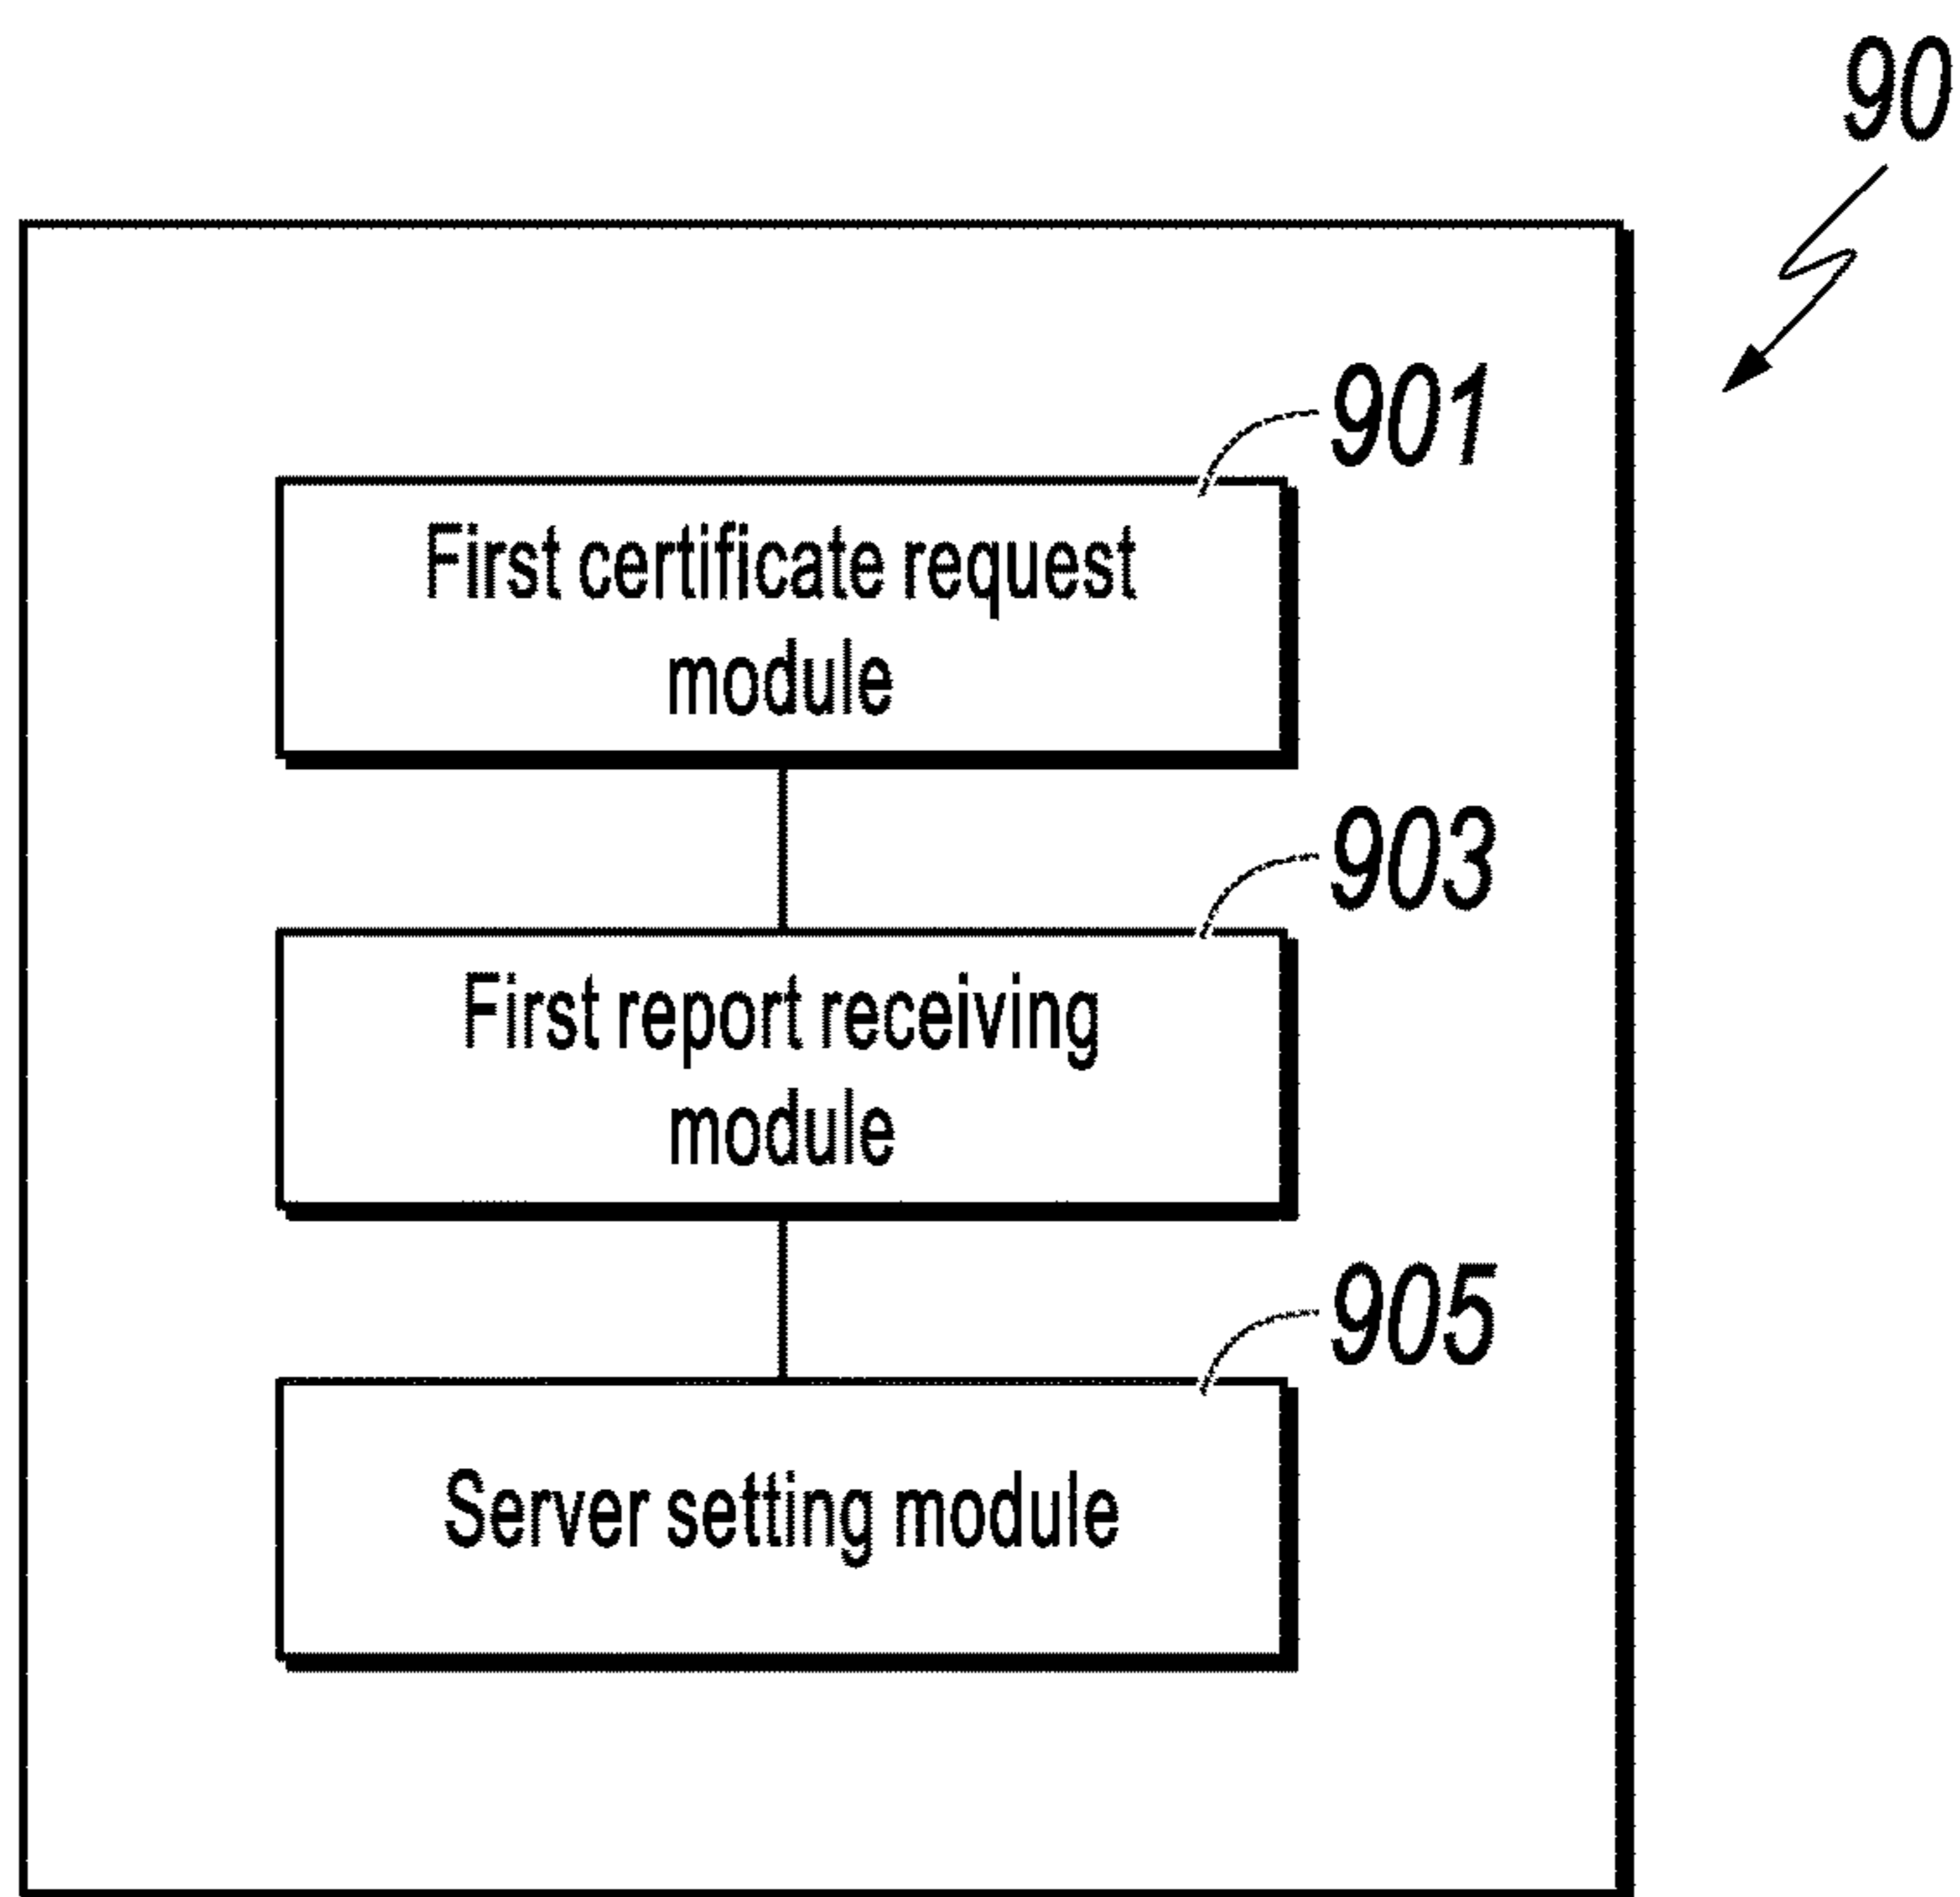 90
901
First certificate request
module
903
First report receiving
module
905
Server setting module